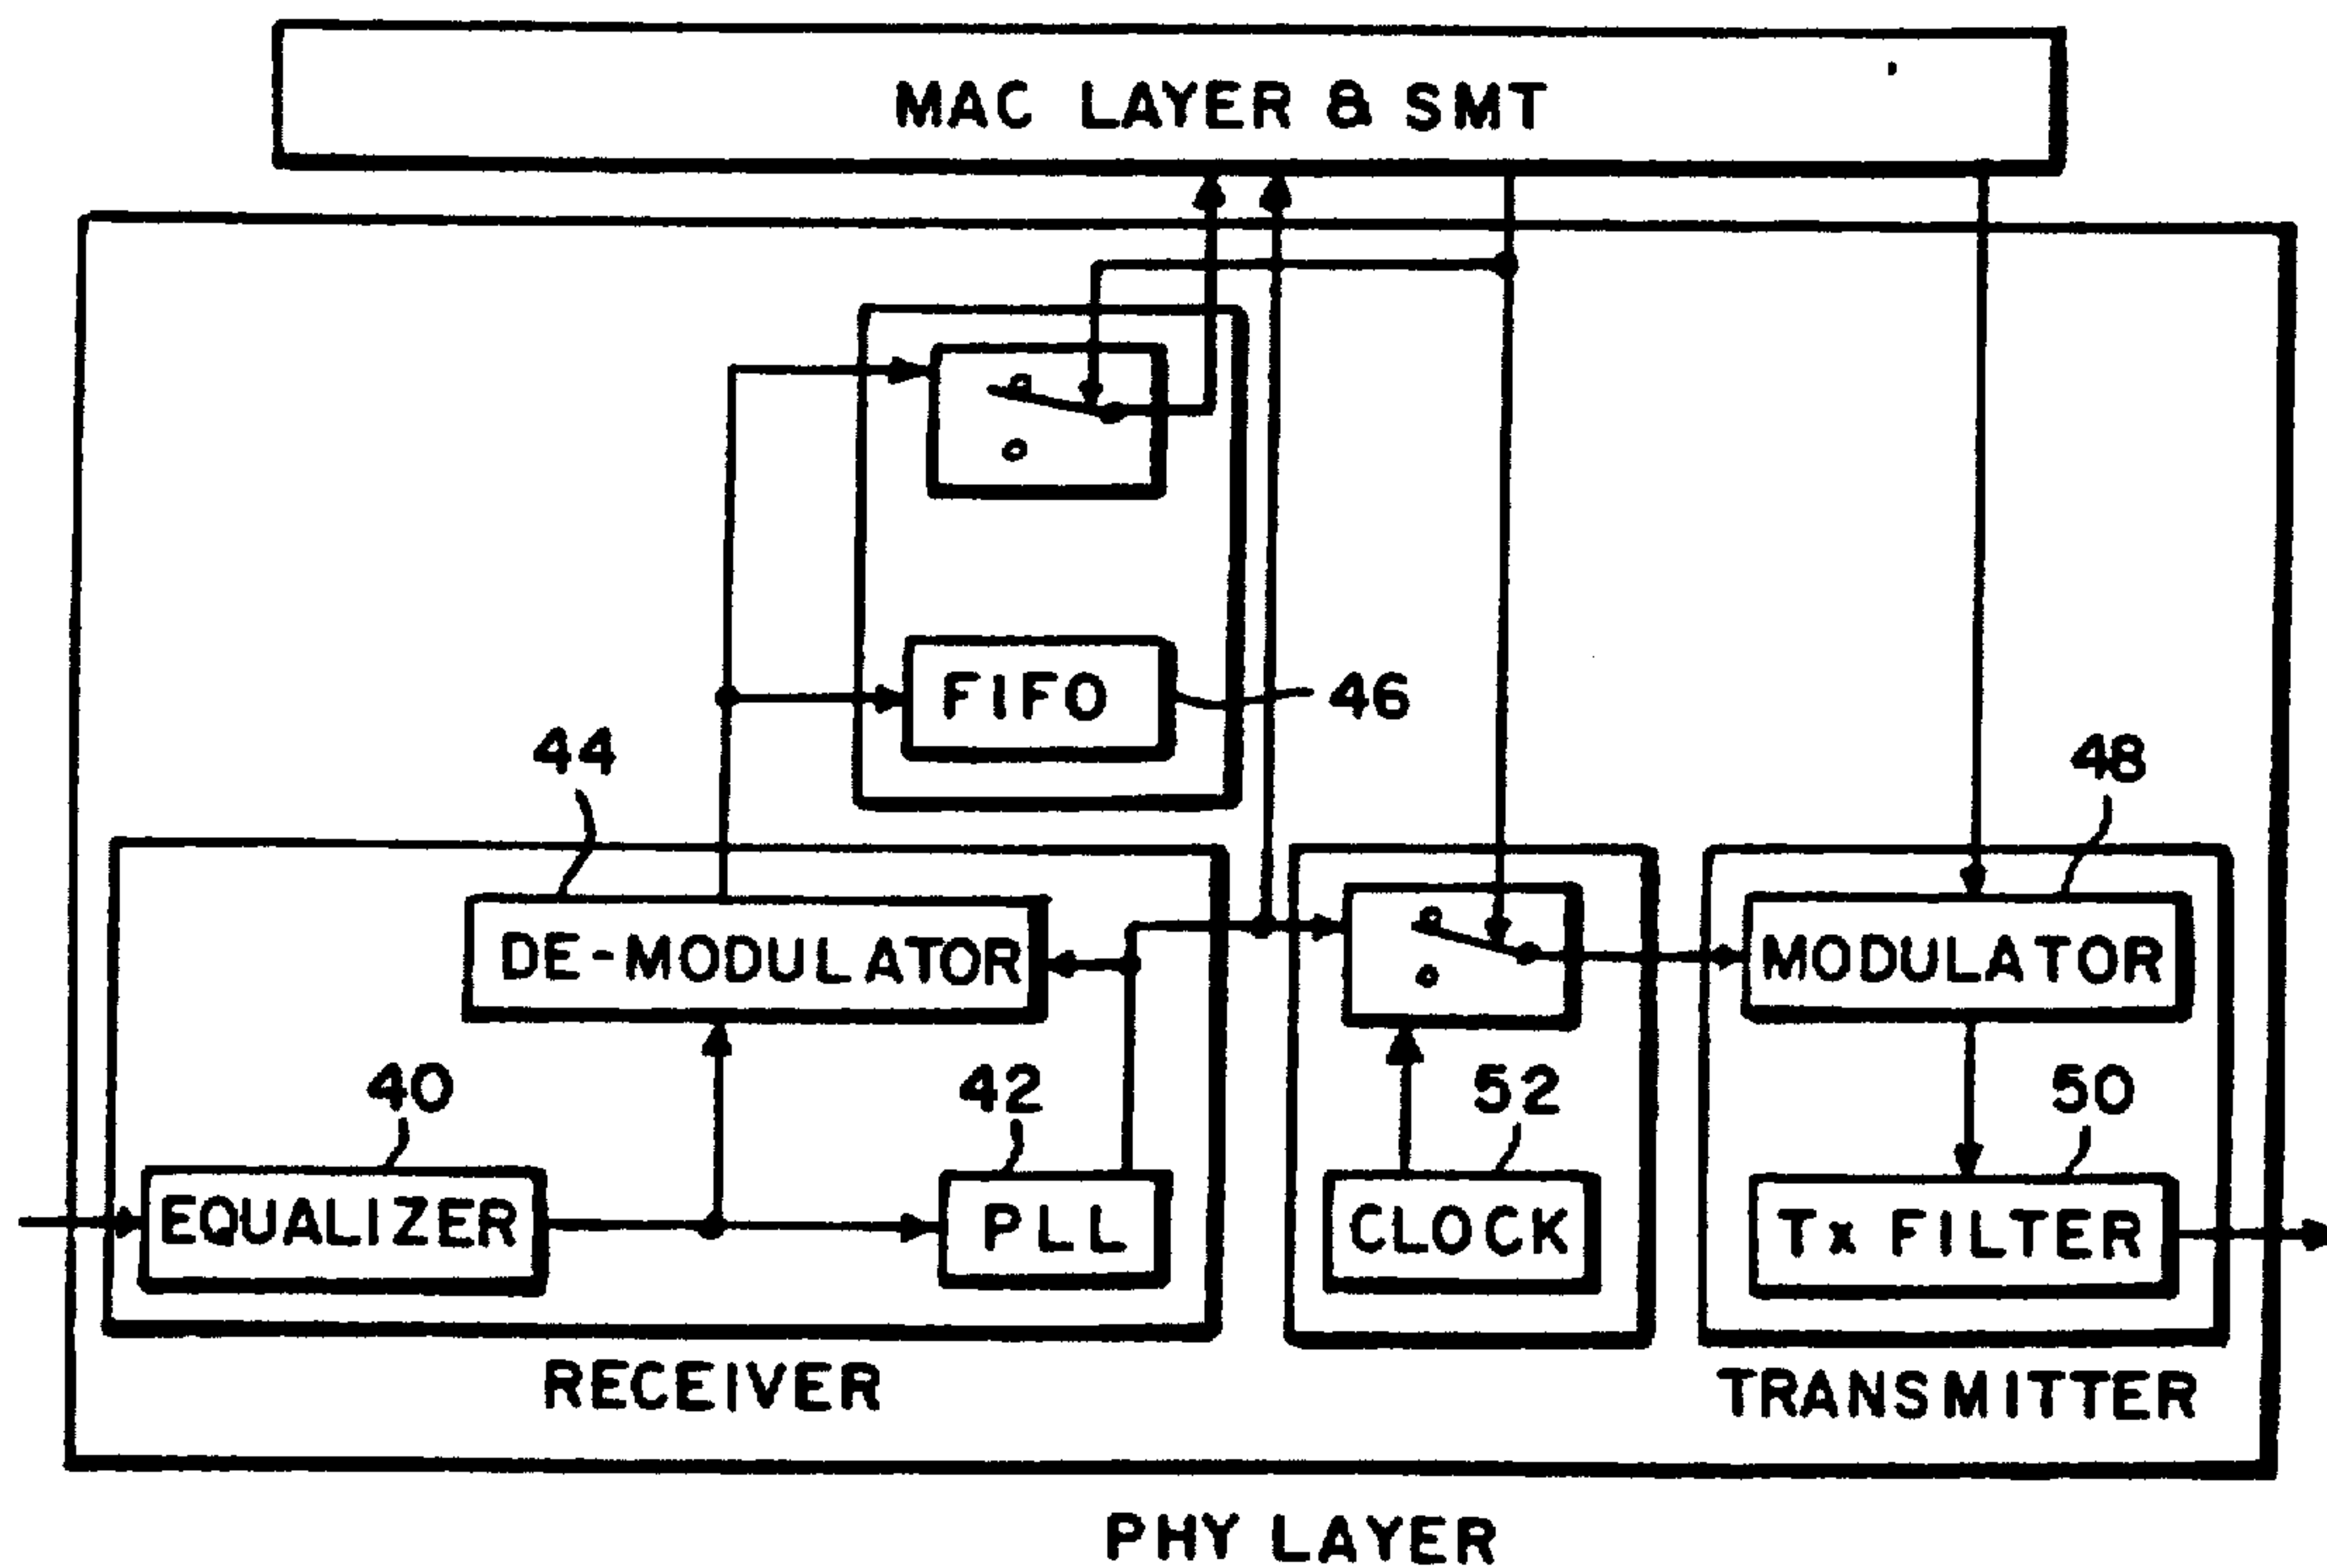 MAC LAYER & SMT
FIFO
46
44
48
DE-MODULATOR
MODULATOR
40
42
52
50
EQUALIZER
PLL
CLOCK
Tx FILTER
RECEIVER
TRANSMITTER
PHY LAYER